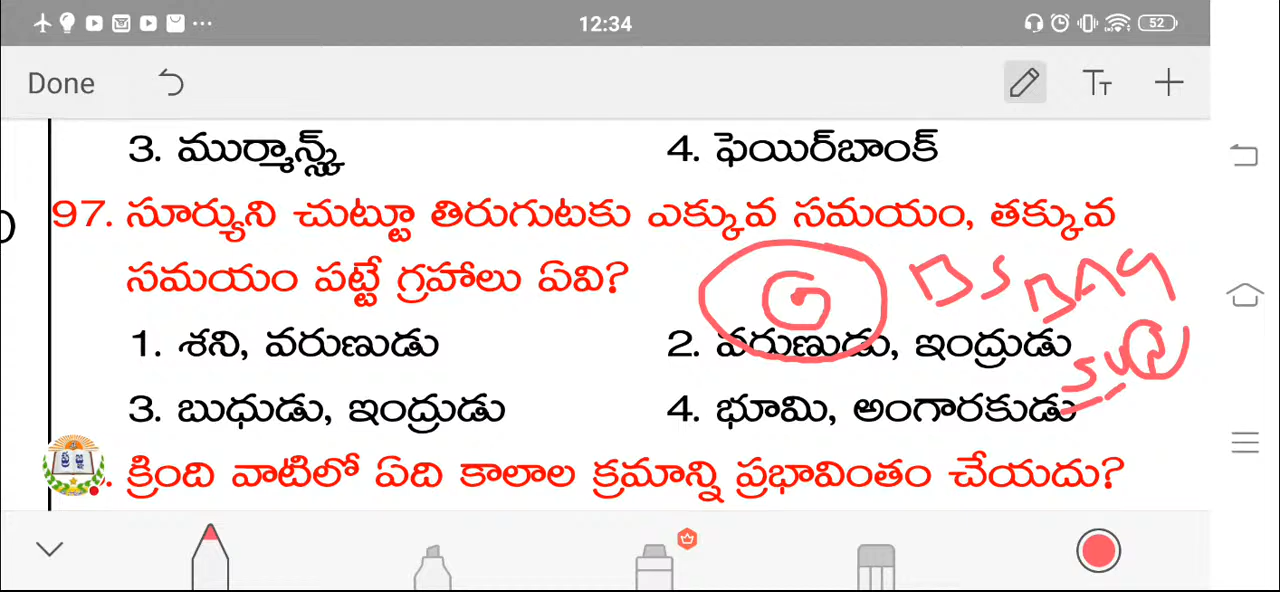 12:34
52
Done
3. ముర్మాన్స్క్ 4. ఫెయిర్‌బాంక్
97. సూర్యుని చుట్టూ తిరుగుటకు ఎక్కువ సమయం, తక్కువ
సమయం పట్టే గ్రహాలు ఏవి?
1. శని, వరుణుడు 2. వరుణుడు, ఇంద్రుడు
3. బుధుడు, ఇంద్రుడు 4. భూమి, అంగారకుడు
క్రింది వాటిలో ఏది కాలాల క్రమాన్ని ప్రభావింతం చేయదు?